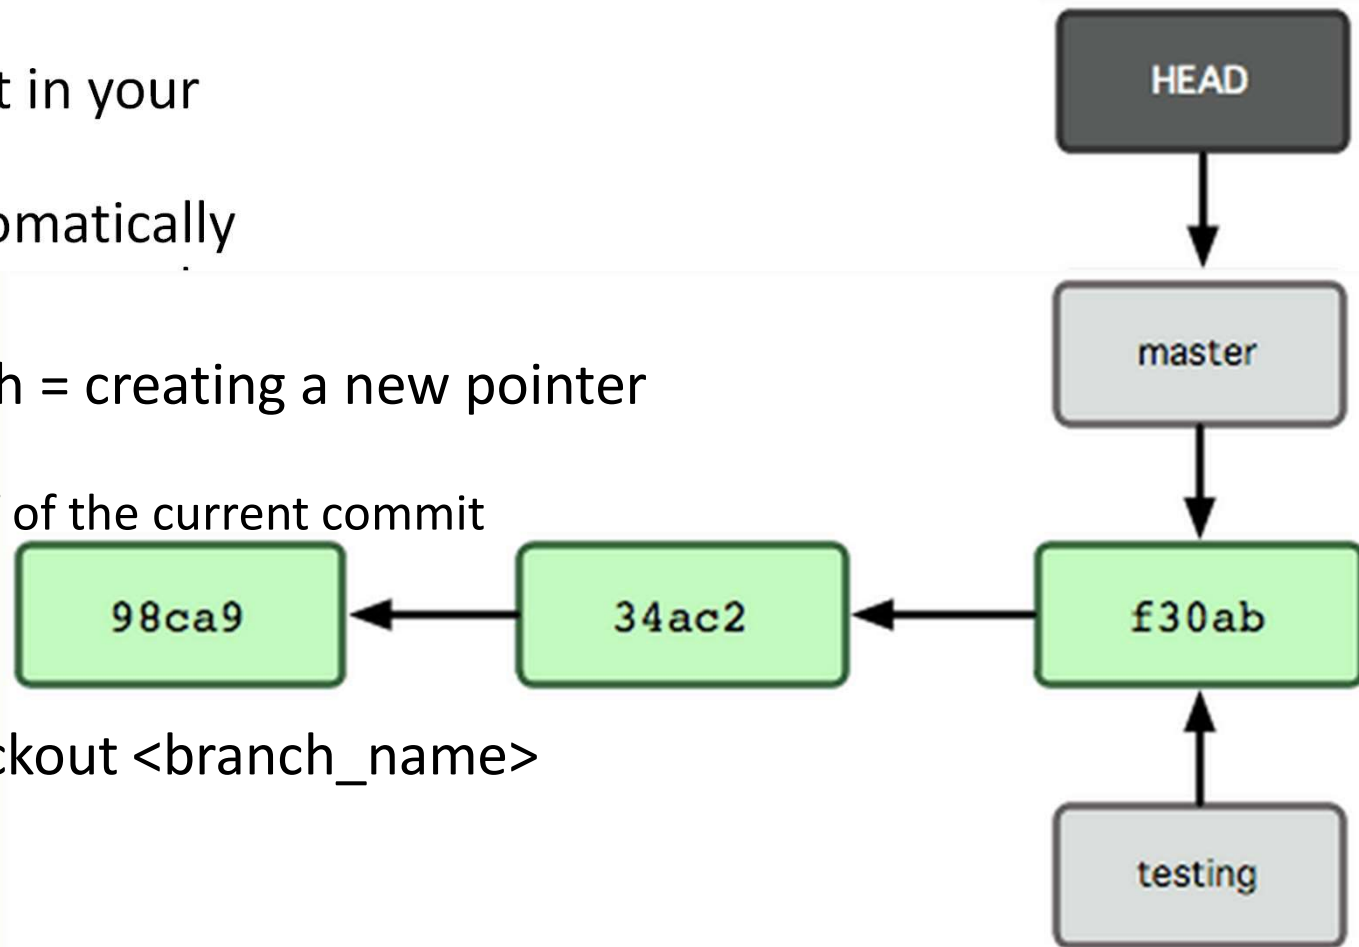 t in your
HEAD
omatically
master
h = creating a new pointer
of the current commit
98ca9
34ac2
f30ab
ckout <branch_name>
testing